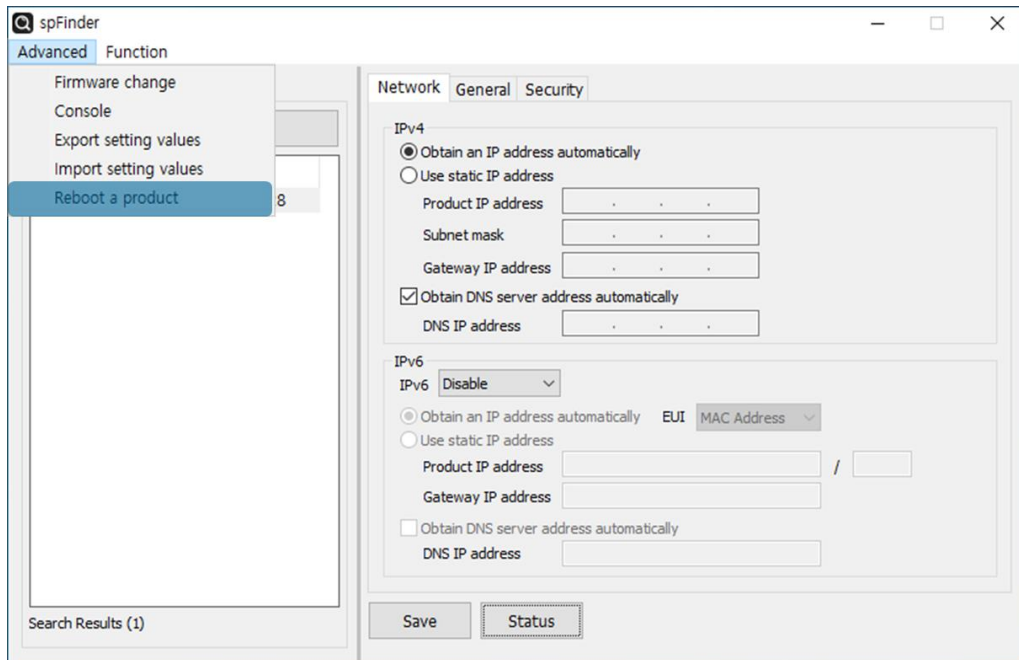 spFinder
Advanced Function
Firmware change
Console
Export setting values
Import setting values
Reboot a product
8
Network General Security
IPv4
Obtain an IP address automatically
Use static IP address
Product IP address . . .
Subnet mask . . .
Gateway IP address . . .
Obtain DNS server address automatically
DNS IP address . . .
IPv6
IPv6 Disable
Obtain an IP address automatically EUI MAC Address
Use static IP address
Product IP address /
Gateway IP address
Obtain DNS server address automatically
DNS IP address
Search Results (1)
Save Status